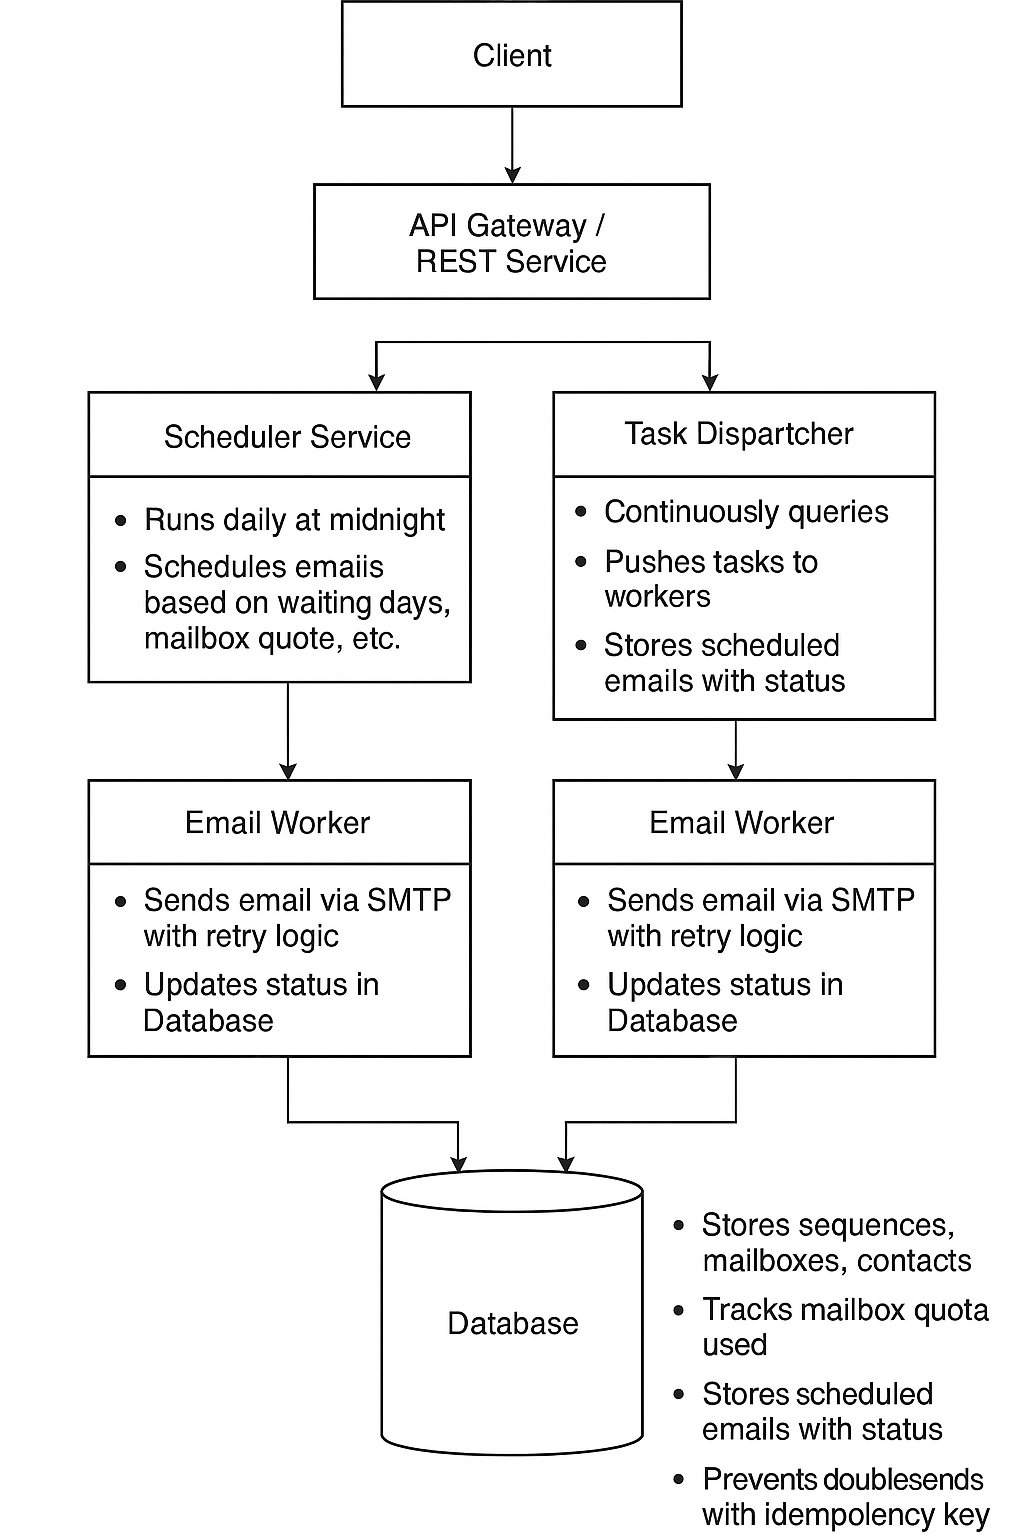 Client
API Gateway /
REST Service
Scheduler Service
• Runs daily at midnight
• Schedules emaiis
based on waiting days,
mailbox quote, etc.
Task Dispartcher
• Continuously queries
• Pushes tasks to
workers
• Stores scheduled
emails with status
Email Worker
• Sends email via SMTP
with retry logic
• Updates status in
Database
Email Worker
• Sends email via SMTP
with retry logic
• Updates status in
Database
Database
• Stores sequences,
mailboxes, contacts
• Tracks mailbox quota
used
• Stores scheduled
emails with status
• Prevents doublesends
with idempolency key